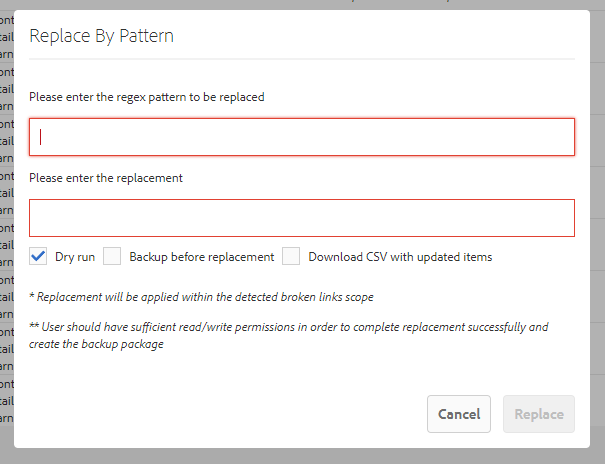 Replace By Pattern
Please enter the regex pattern to be replaced
Please enter the replacement
Dry run Backup before replacement Download CSV with updated items
* Replacement will be applied within the detected broken links scope
** User should have sufficient read/write permissions in order to complete replacement successfully and
create the backup package
Cancel Replace